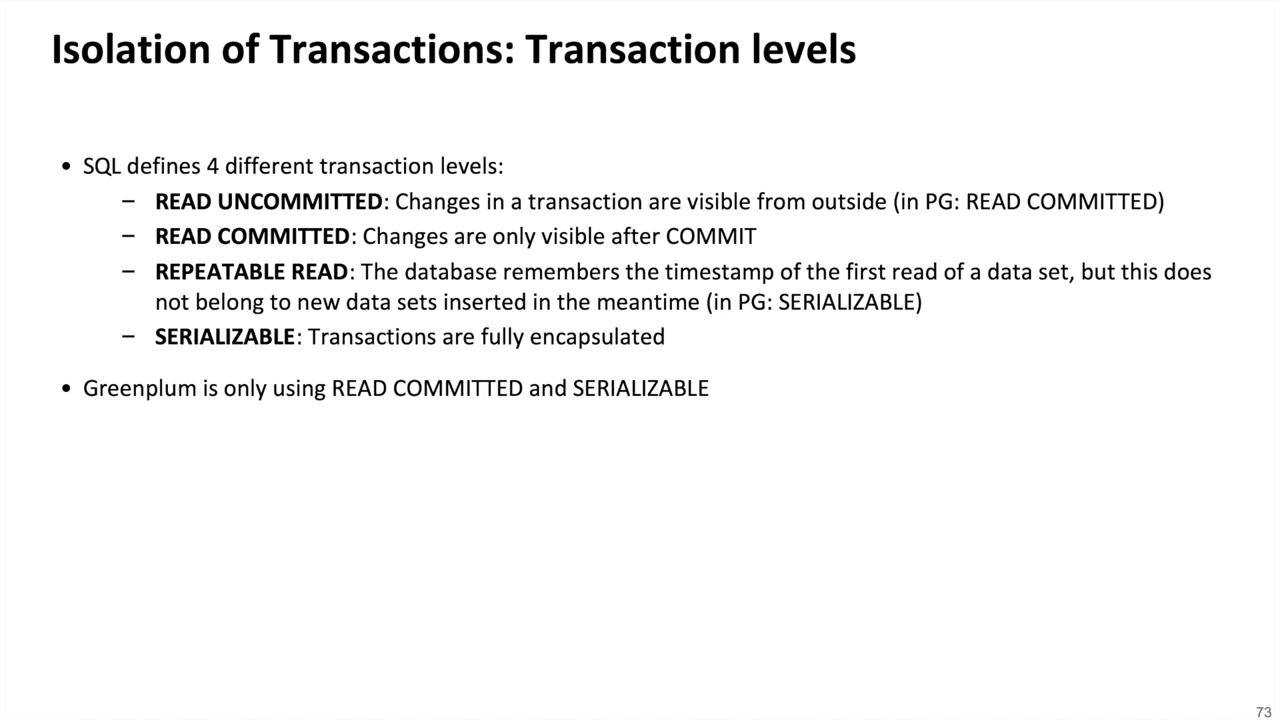 Isolation of Transactions: Transaction levels
• SQL defines 4 different transaction levels:
– READ UNCOMMITTED: Changes in a transaction are visible from outside (in PG: READ COMMITTED)
– READ COMMITTED: Changes are only visible after COMMIT
– REPEATABLE READ: The database remembers the timestamp of the first read of a data set, but this does
not belong to new data sets inserted in the meantime (in PG: SERIALIZABLE)
– SERIALIZABLE: Transactions are fully encapsulated
• Greenplum is only using READ COMMITTED and SERIALIZABLE
73